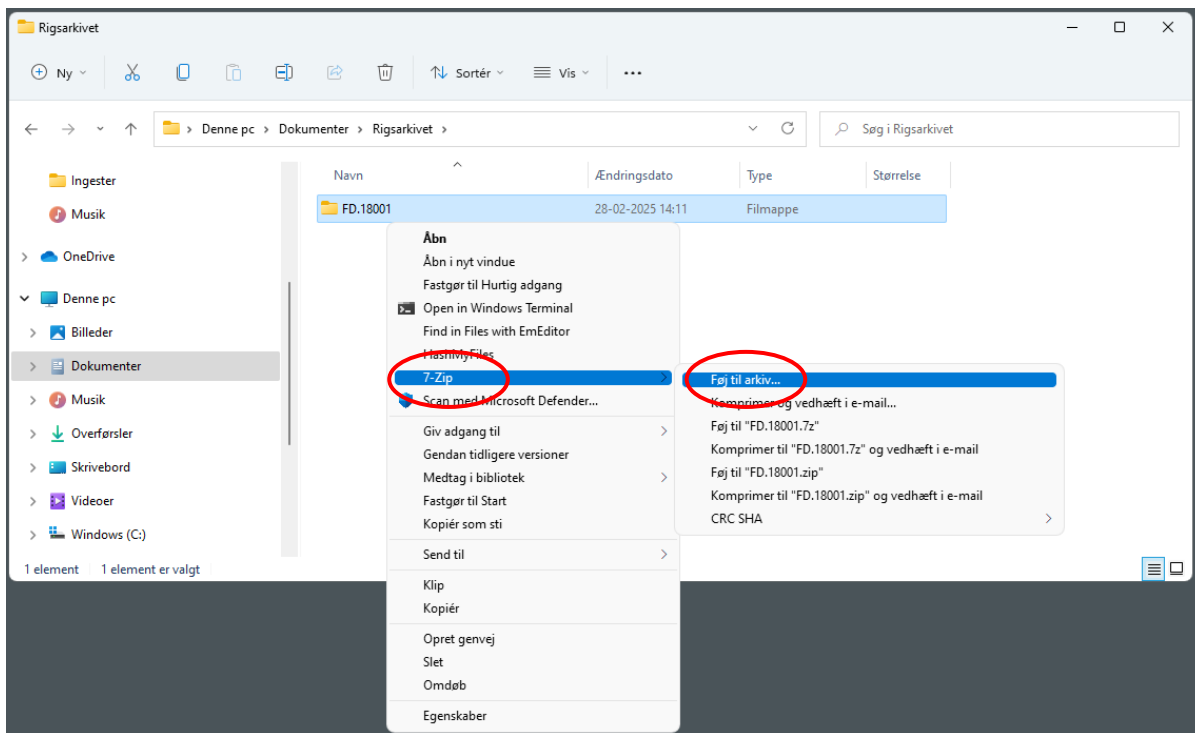 Rigsarkivet
Ny
Sortér
Vis
Denne pc > Dokumenter > Rigsarkivet >
Søg i Rigsarkivet
Ingester
Musik
OneDrive
Denne pc
Billeder
Dokumenter
Musik
Overførsler
Skrivebord
Videoer
Windows (C:)
Navn Ændringsdato Type Størrelse
FD.18001 28-02-2025 14:11 Filmappe
Åbn
Åbn i nyt vindue
Fastgør til Hurtig adgang
Open in Windows Terminal
Find in Files with EmEditor
HashMyFiles
7-Zip
Scan med Microsoft Defender...
Giv adgang til
Gendan tidligere versioner
Medtag i bibliotek
Fastgør til Start
Kopiér som sti
Send til
Klip
Kopiér
Opret genvej
Slet
Omdøb
Egenskaber
Føj til arkiv...
Komprimer og vedhæft i e-mail...
Føj til "FD.18001.7z"
Komprimer til "FD.18001.7z" og vedhæft i e-mail
Føj til "FD.18001.zip"
Komprimer til "FD.18001.zip" og vedhæft i e-mail
CRC SHA
1 element 1 element er valgt